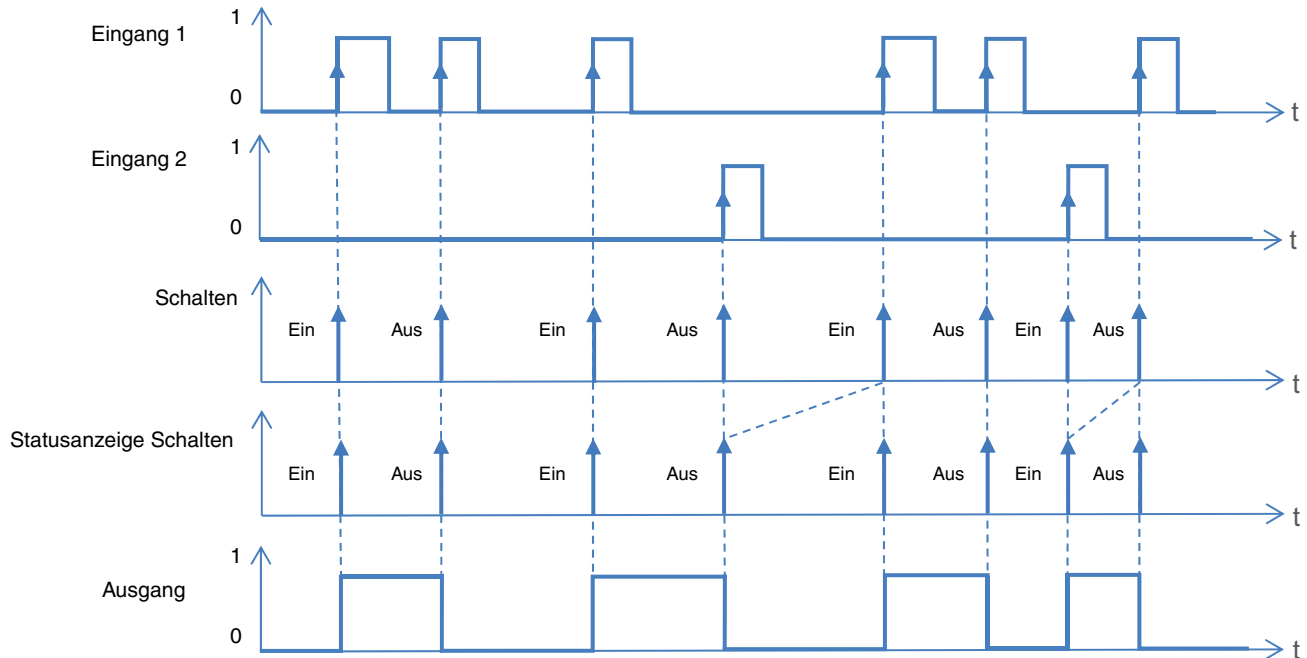 1
Eingang 1
0
t
1
Eingang 2
0
t
Schalten
Ein Aus Ein Aus Ein Aus Ein Aus
t
Statusanzeige Schalten
Ein Aus Ein Aus Ein Aus Ein Aus
t
1
Ausgang
0
t